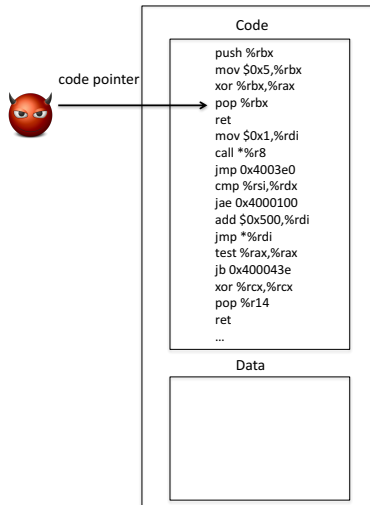 Code
code pointer
push %rbx
mov $0x5,%rbx
xor %rbx,%rax
pop %rbx
ret
mov $0x1,%rdi
call *%r8
jmp 0x4003e0
cmp %rsi,%rdx
jae 0x4000100
add $0x500,%rdi
jmp *%rdi
test %rax,%rax
jb 0x400043e
xor %rcx,%rcx
pop %r14
ret
…
Data